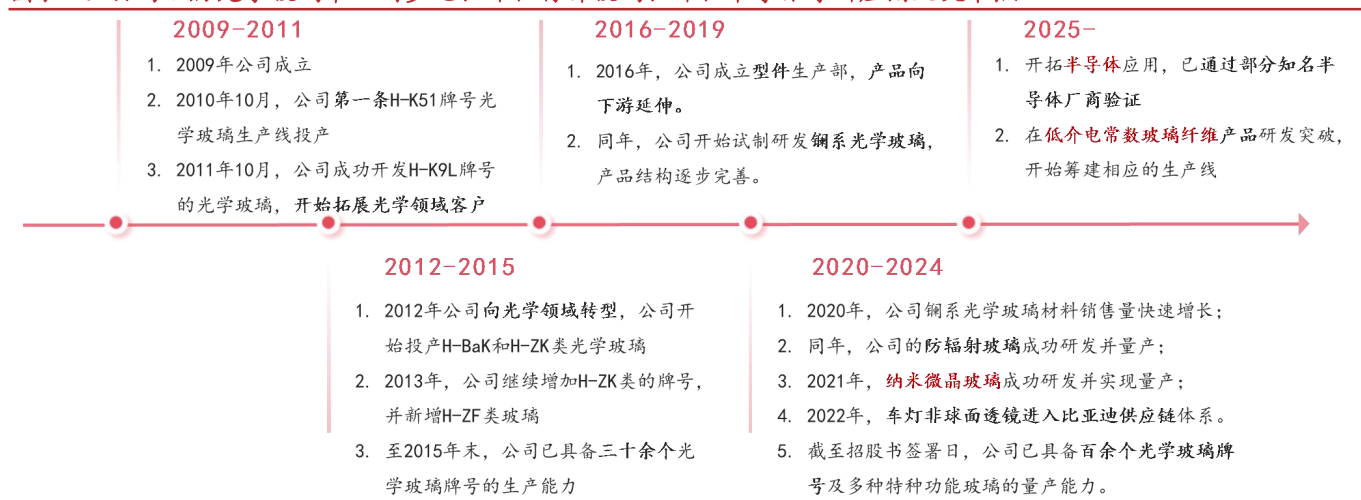 2009-2011
1. 2009年公司成立
2. 2010年10月，公司第一条H-K51牌号光
学玻璃生产线投产
3. 2011年10月，公司成功开发H-K9L牌号
的光学玻璃，开始拓展光学领域客户
2016-2019
1. 2016年，公司成立型件生产部，产品向
下游延伸。
2. 同年，公司开始试制研发镧系光学玻璃，
产品结构逐步完善。
2025-
1. 开拓半导体应用，已通过部分知名半
导体厂商验证
2. 在低介电常数玻璃纤维产品研发突破，
开始筹建相应的生产线
2012-2015
1. 2012年公司向光学领域转型，公司开
始投产H-BaK和H-ZK类光学玻璃
2. 2013年，公司继续增加H-ZK类的牌号，
并新增H-ZF类玻璃
3. 至2015年末，公司已具备三十余个光
学玻璃牌号的生产能力
2020-2024
1. 2020年，公司镧系光学玻璃材料销售量快速增长；
2. 同年，公司的防辐射玻璃成功研发并量产；
3. 2021年，纳米微晶玻璃成功研发并实现量产；
4. 2022年，车灯非球面透镜进入比亚迪供应链体系。
5. 截至招股书签署日，公司已具备百余个光学玻璃牌
号及多种特种功能玻璃的量产能力。